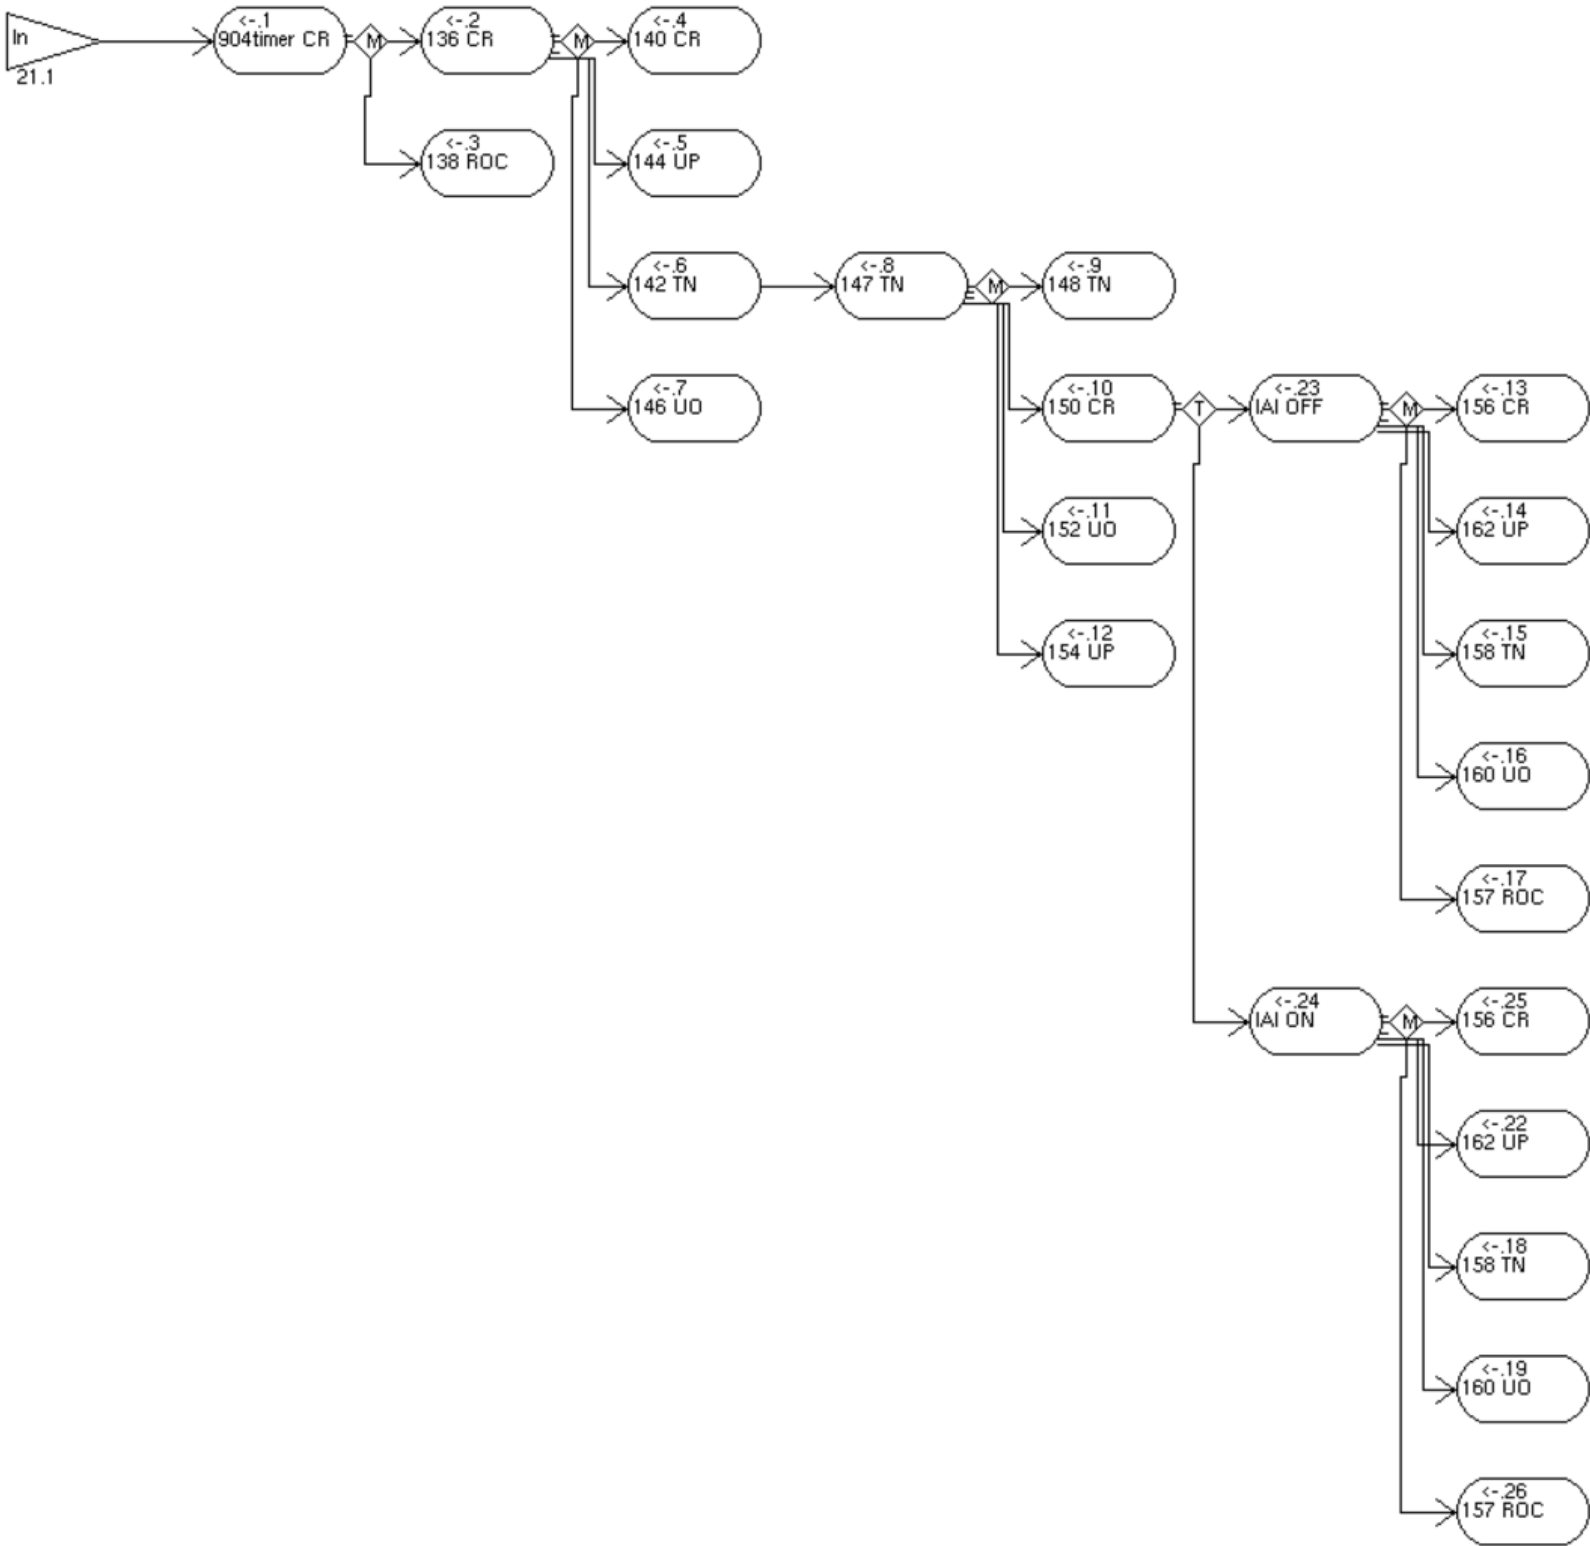 In
21.1
<-.1
904timer CR
M
<-.2
136 CR
M
<-.4
140 CR
<-.3
138 ROC
<-.5
144 UP
<-.6
142 TN
<-.8
147 TN
M
<-.9
148 TN
<-.7
146 UO
<-.10
150 CR
T
<-.23
IAI OFF
M
<-.13
156 CR
<-.11
152 UO
<-.14
162 UP
<-.12
154 UP
<-.15
158 TN
<-.16
160 UO
<-.17
157 ROC
<-.24
IAI ON
M
<-.25
156 CR
<-.22
162 UP
<-.18
158 TN
<-.19
160 UO
<-.26
157 ROC